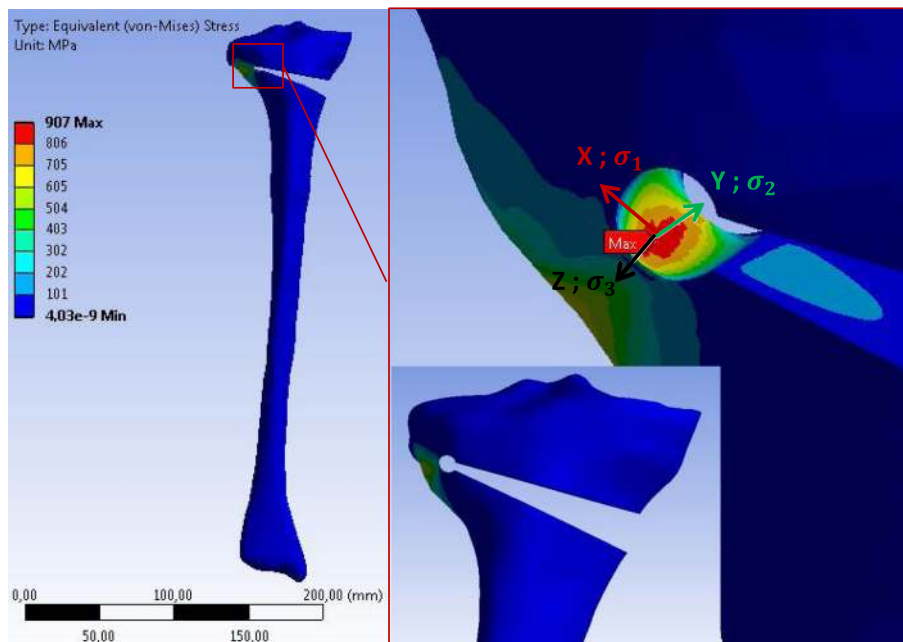 Type: Equivalent (von-Mises) Stress
Unit: MPa
907 Max
806
705
605
504
403
302
202
101
4,03e-9 Min
X ; σ1
Y ; σ2
Max
Z ; σ3
0,00 100,00 200,00 (mm)
50,00 150,00